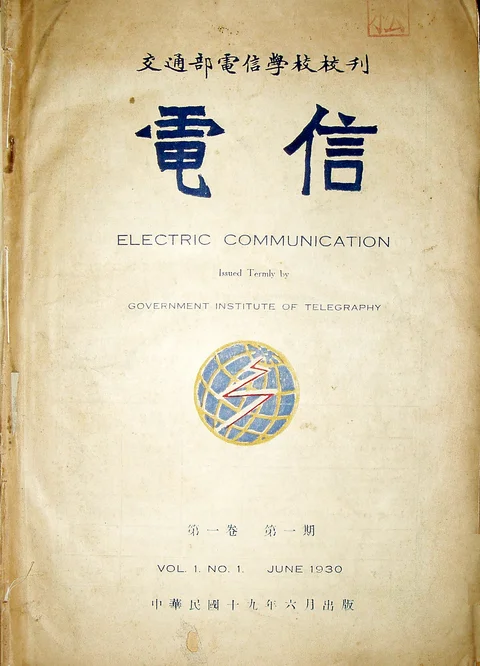 交通部電信學校校刋
電信
ELECTRIC COMMUNICATION
Issued Termly by
GOVERNMENT INSTITUTE OF TELEGRAPHY
第一卷 第一期
VOL. 1. NO. 1. JUNE 1930
中華民國十九年六月出版